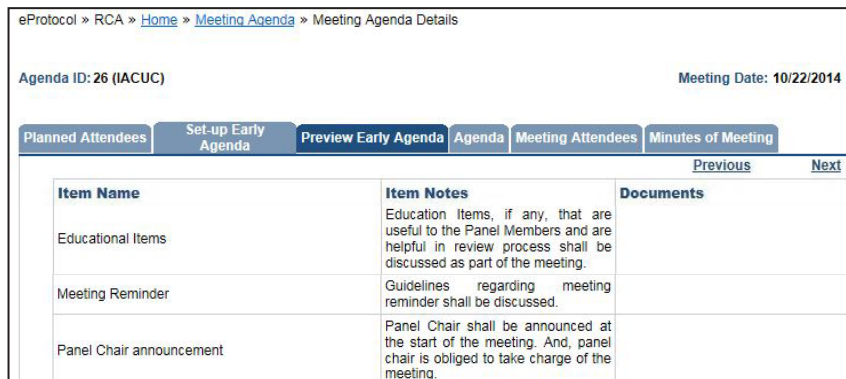 eProtocol » RCA » Home » Meeting Agenda » Meeting Agenda Details
Agenda ID: 26 (IACUC) Meeting Date: 10/22/2014
Planned Attendees Set-up Early Agenda Preview Early Agenda Agenda Meeting Attendees Minutes of Meeting
Previous Next
Item Name Item Notes Documents
Educational Items
Education Items, if any, that are
useful to the Panel Members and are
helpful in review process shall be
discussed as part of the meeting.
Meeting Reminder
Guidelines regarding meeting
reminder shall be discussed.
Panel Chair announcement
Panel Chair shall be announced at
the start of the meeting. And, panel
chair is obliged to take charge of the
meeting.